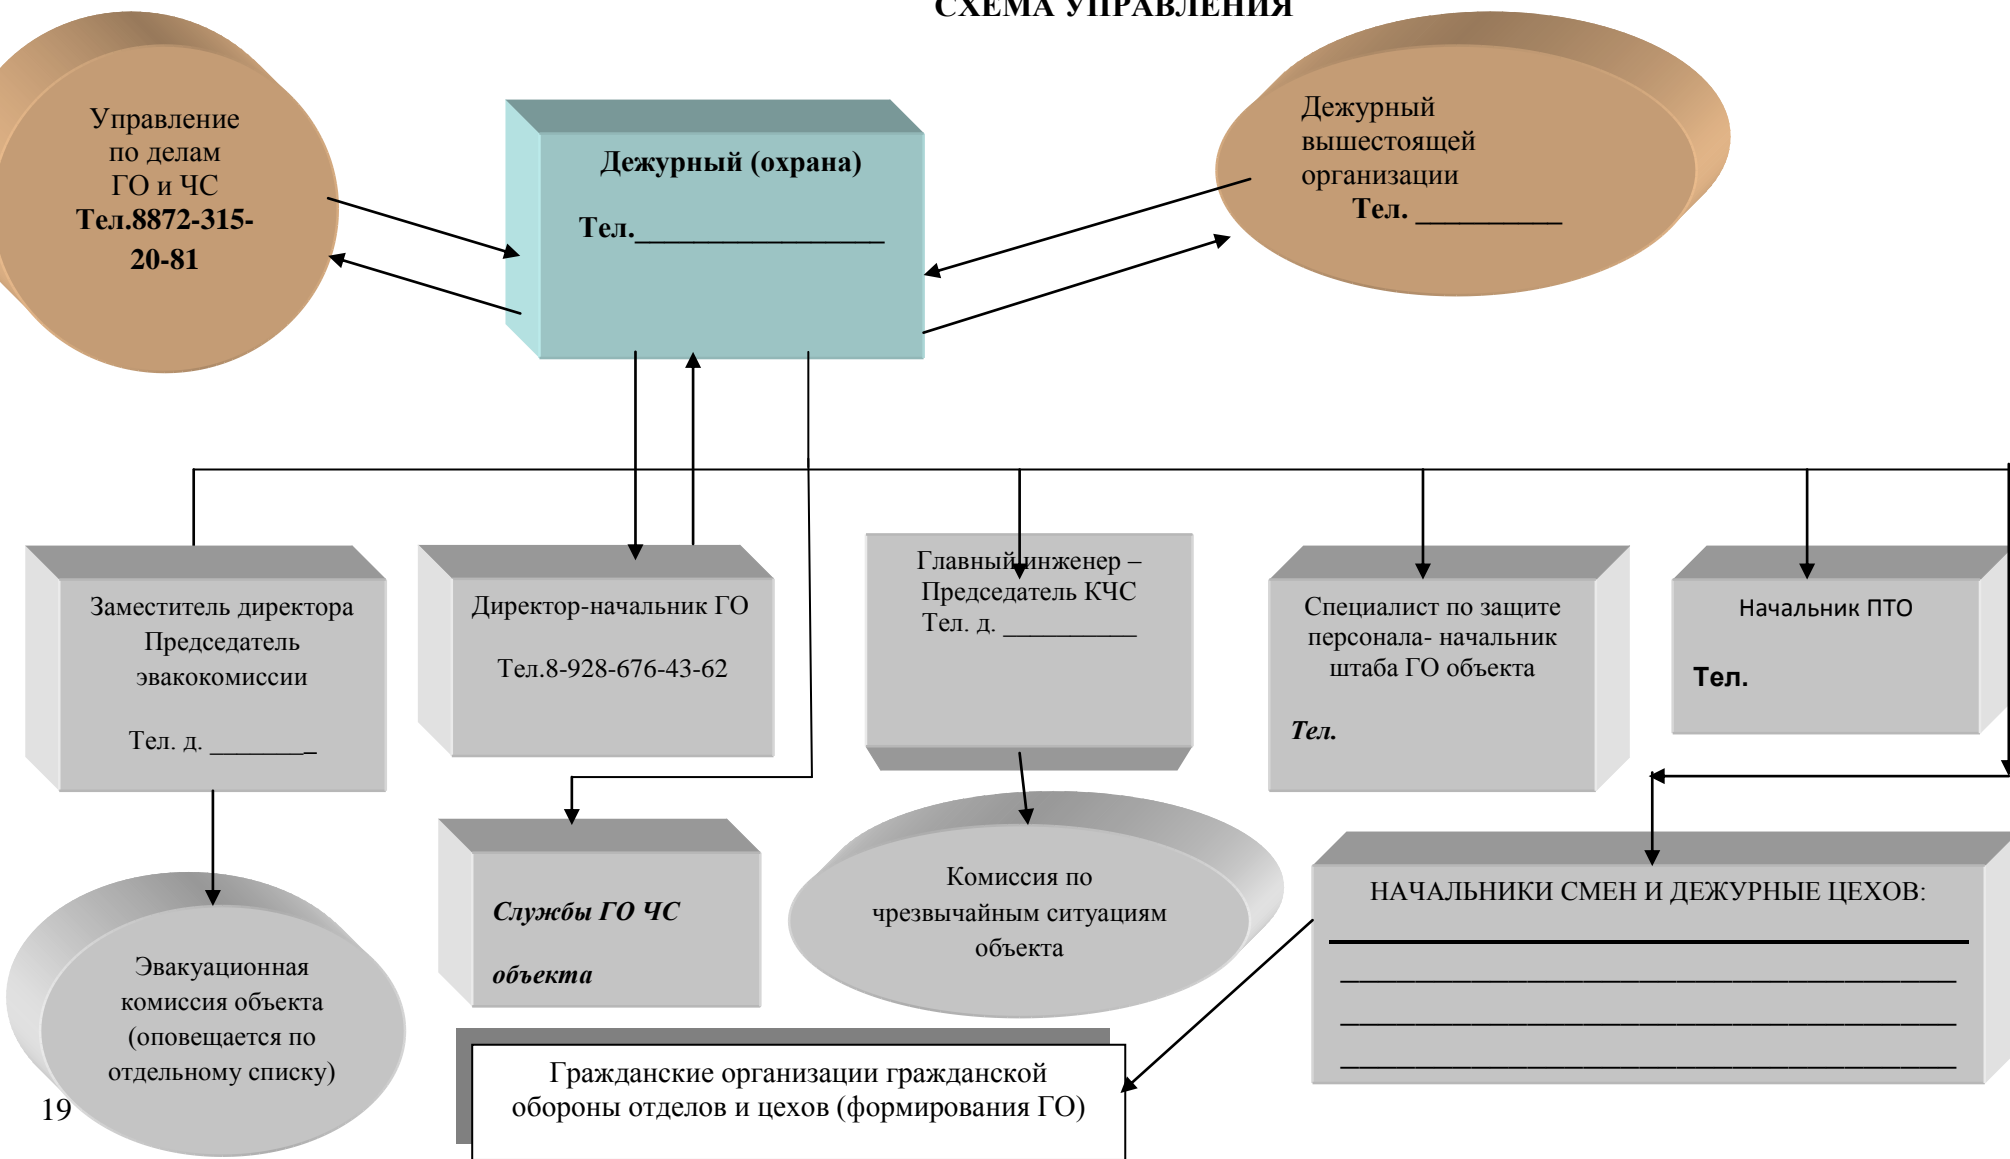 СХЕМА УПРАВЛЕНИЯ
Управление
по делам
ГО и ЧС
Тел.8872-315-
20-81
Дежурный (охрана)
Тел.________________
Дежурный
вышестоящей
организации
Тел. __________
Заместитель директора
Председатель
эвакокомиссии
Тел. д. ________
Директор-начальник ГО
Тел.8-928-676-43-62
Главный инженер –
Председатель КЧС
Тел. д. __________
Специалист по защите
персонала- начальник
штаба ГО объекта
Тел.
Начальник ПТО
Тел.
Службы ГО ЧС
объекта
Комиссия по
чрезвычайным ситуациям
объекта
НАЧАЛЬНИКИ СМЕН И ДЕЖУРНЫЕ ЦЕХОВ:
Эвакуационная
комиссия объекта
(оповещается по
отдельному списку)
Гражданские организации гражданской
обороны отделов и цехов (формирования ГО)
19